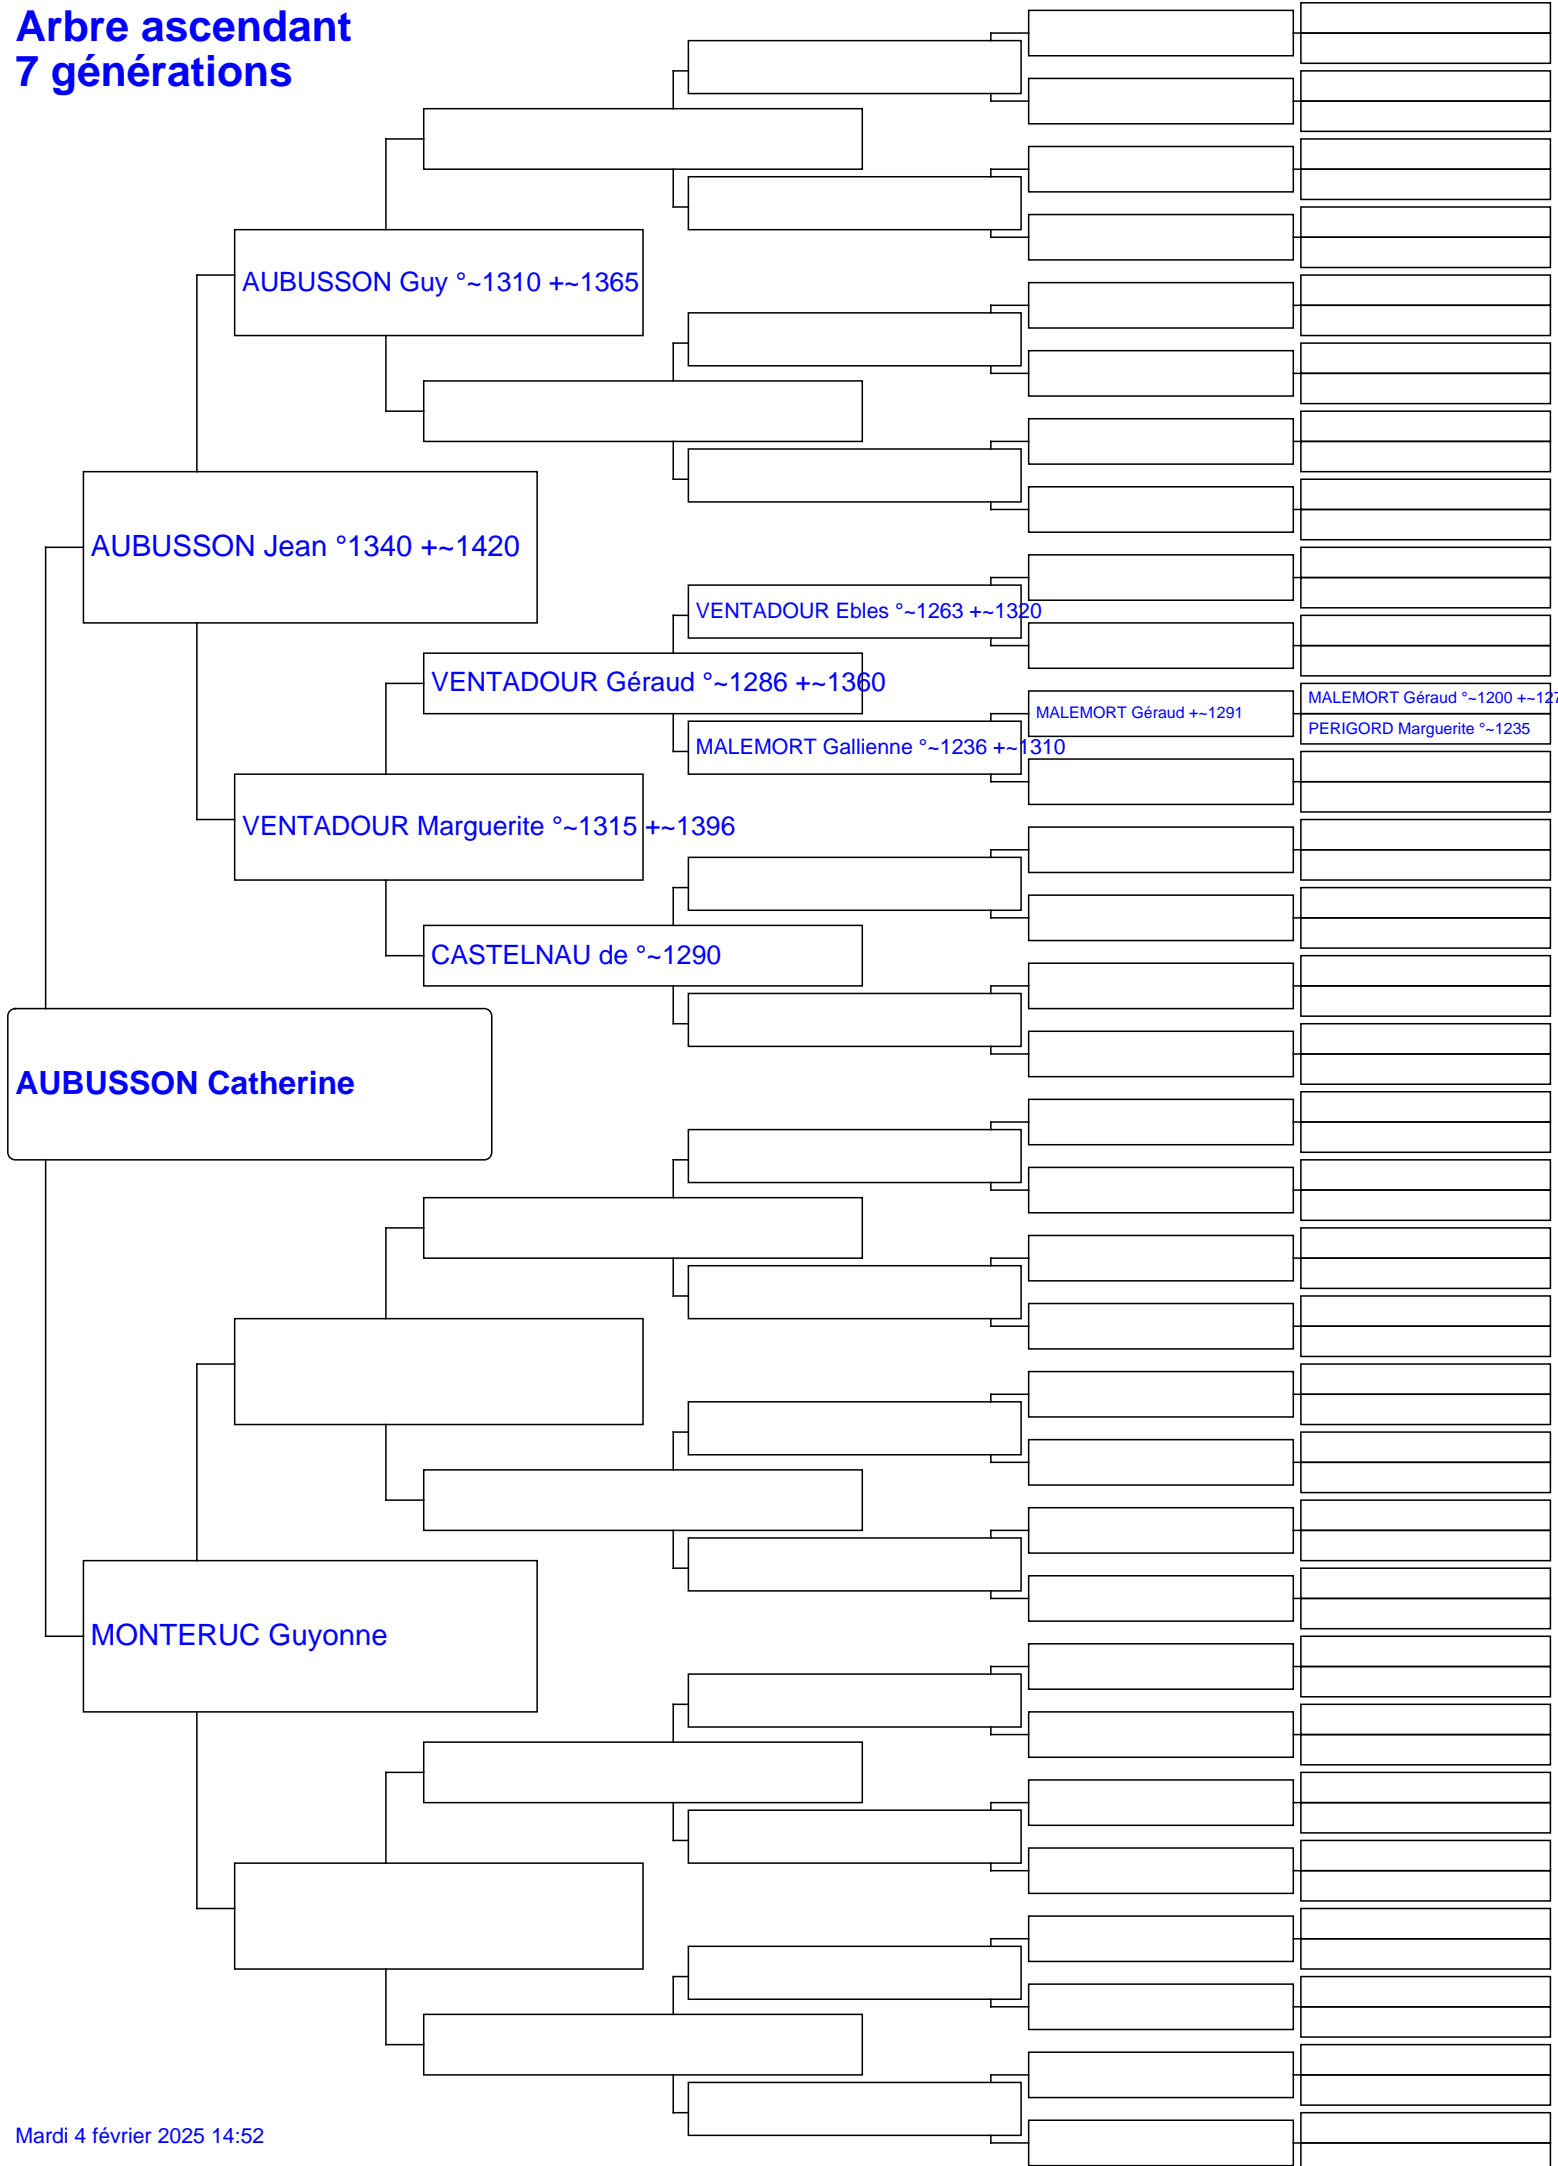 Arbre ascendant
7 générations
AUBUSSON Guy °~1310 +~1365
AUBUSSON Jean °1340 +~1420
VENTADOUR Ebles °~1263 +~1320
VENTADOUR Géraud °~1286 +~1360
MALEMORT Géraud °~1200 +~127
MALEMORT Géraud +~1291
PERIGORD Marguerite °~1235
MALEMORT Gallienne °~1236 +~1310
VENTADOUR Marguerite °~1315 +~1396
CASTELNAU de °~1290
AUBUSSON Catherine
MONTERUC Guyonne
Mardi 4 février 2025 14:52